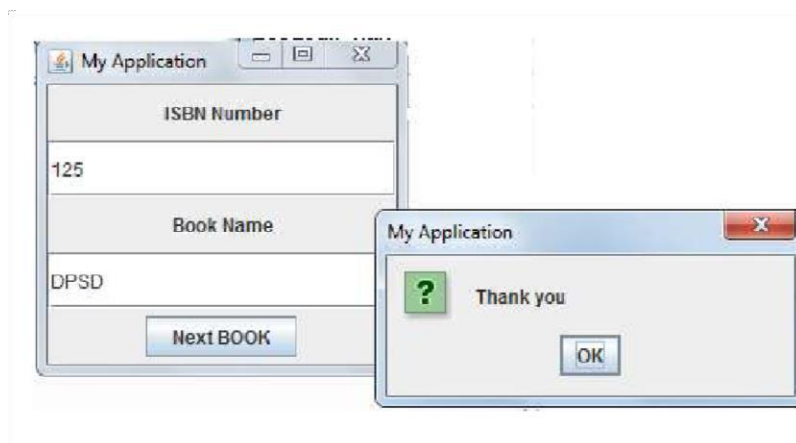 My Application
ISBN Number
125
Book Name
DPSD
Next BOOK
My Application
?
Thank you
OK